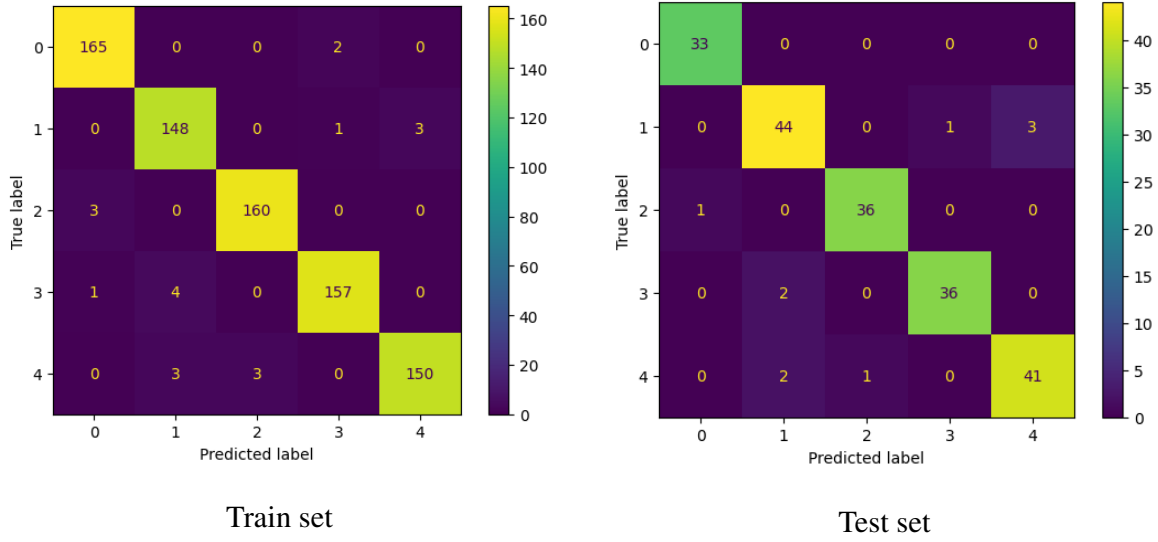 0 165 0 0 2 0
1 0 148 0 1 3
2 3 0 160 0 0
3 1 4 0 157 0
4 0 3 3 0 150
0 1 2 3 4
True label
Predicted label
160
140
120
100
80
60
40
20
0
Train set
0 33 0 0 0 0
1 0 44 0 1 3
2 1 0 36 0 0
3 0 2 0 36 0
4 0 2 1 0 41
0 1 2 3 4
True label
Predicted label
40
35
30
25
20
15
10
5
0
Test set